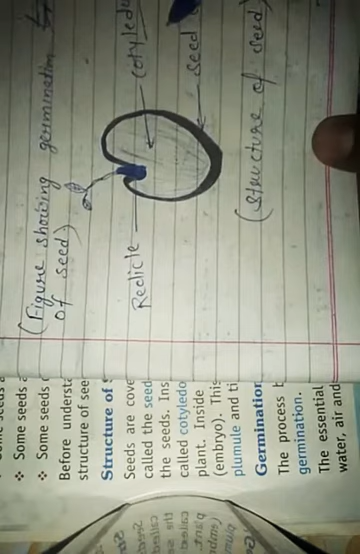 (Figure showing germination
of seed)
cotyledo
Redicle
seed
(Structure of seed)
❖ Some seeds a
❖ Some seeds
Before understa
structure of see
Structure of
Seeds are cove
called the seed
the seeds. Ins
called cotyledo
plant. Inside
(embryo). This
plumule and ti
Germination
The process
germination.
The essential
water, air and